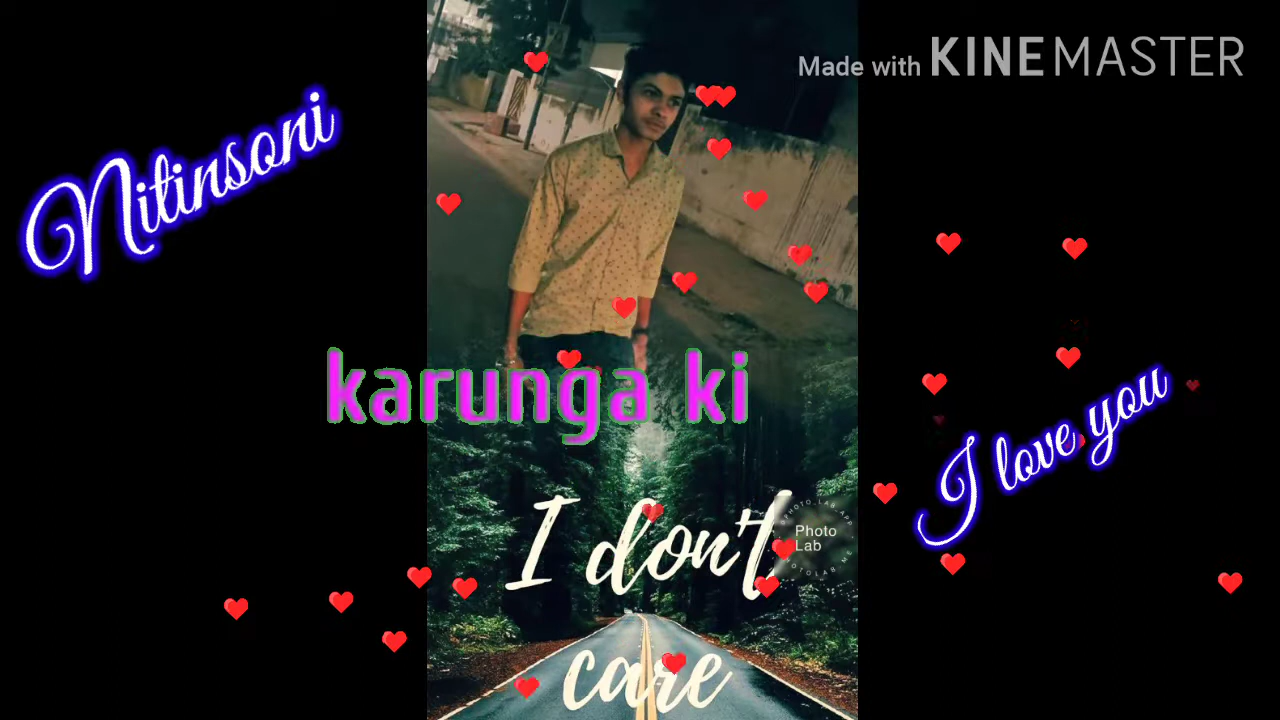 Made with KINEMASTER
Nitinsoni
karunga ki
I love you
I don't
care
Photo
Lab